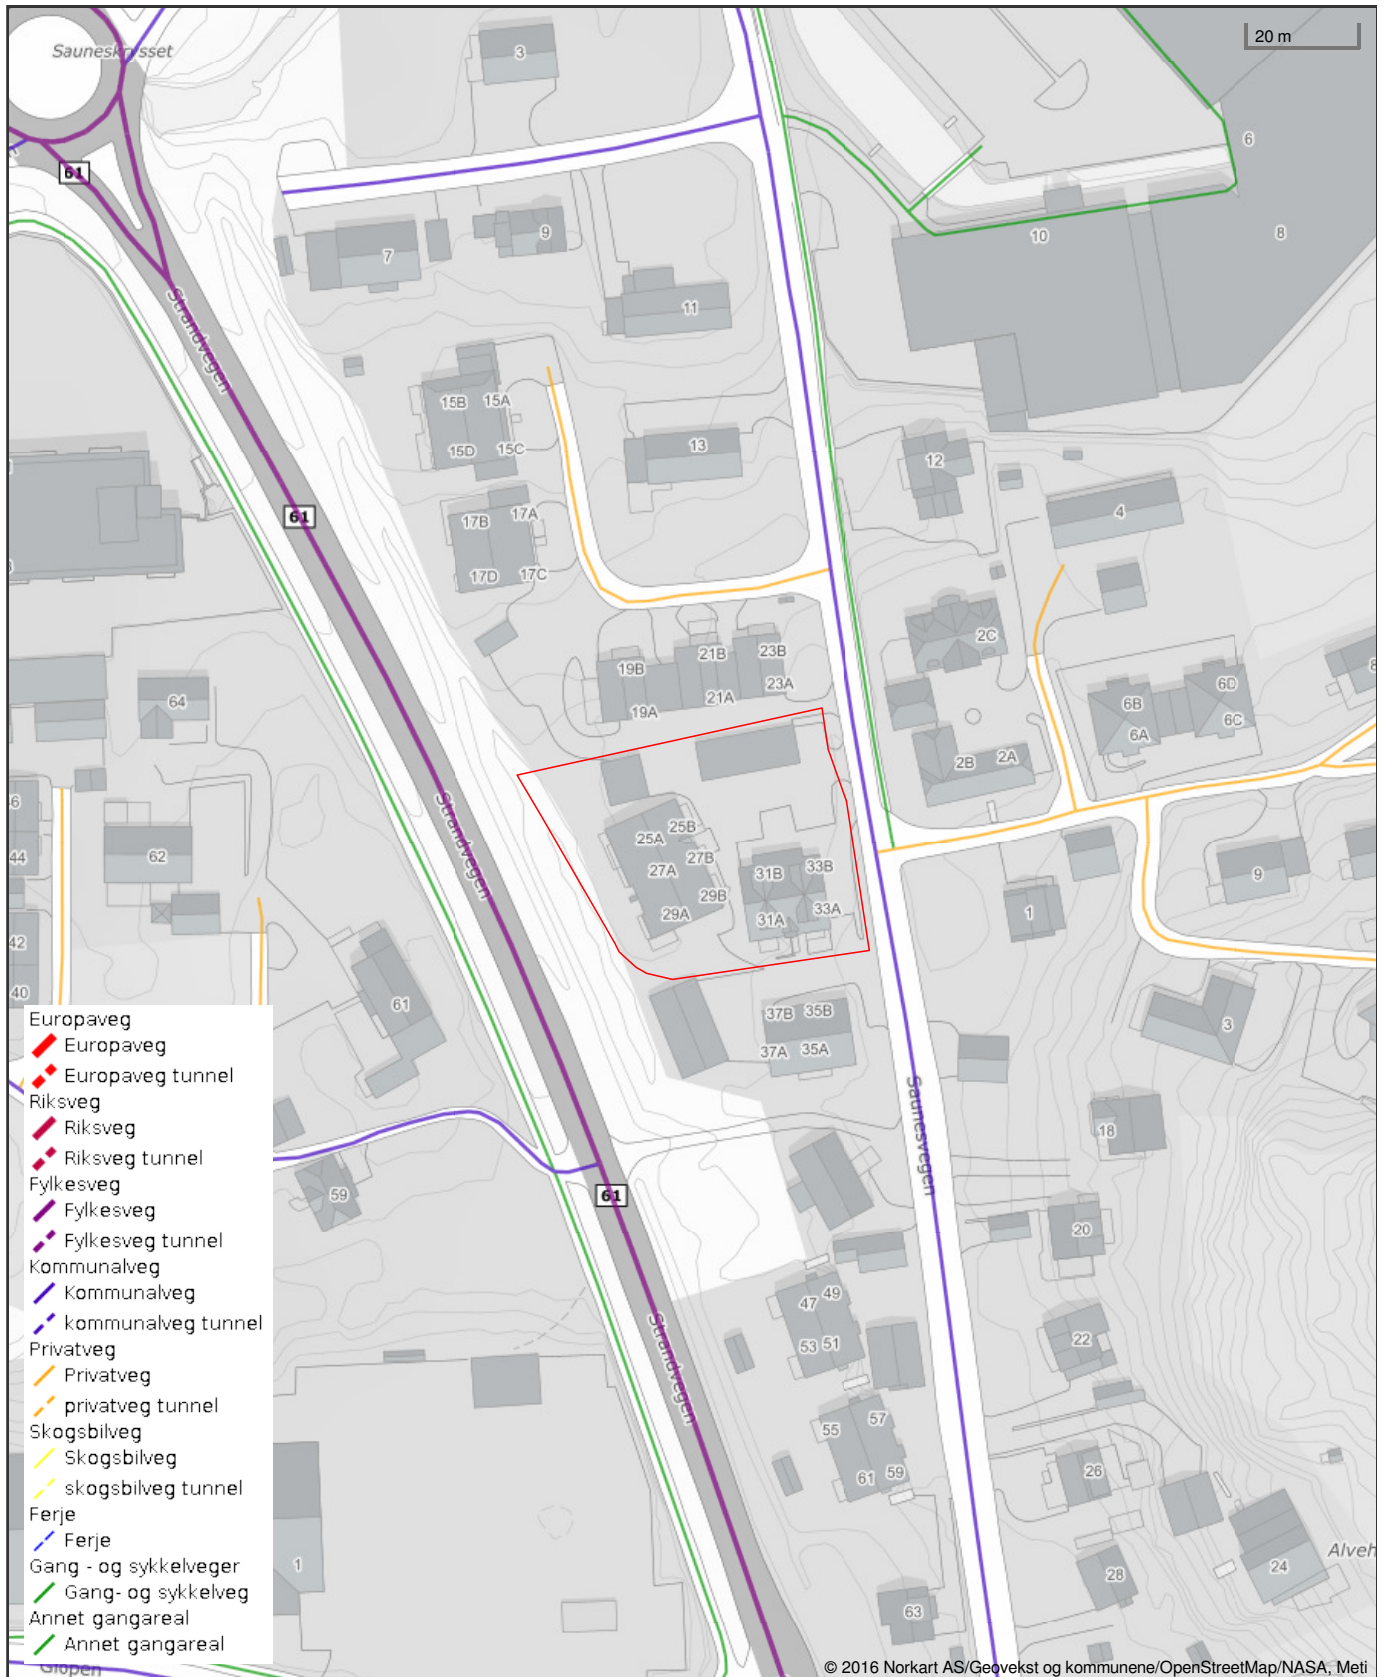 Sauneskrysset
20 m
3
6
61
9
10
8
7
11
Strandvegen
15B 15A
13
15D 15C
12
61
17B 17A
4
17D 17C
2C
21B 23B
19B
6D
64
23A
6B
21A
19A
6C
6A
2A
2B
46
25B
25A
44
62
27B
33B
31B
27A
9
Strandvegen
29B
33A
29A
31A
1
42
40
61
37B 35B
3
37A 35A
Saunesvegen
18
59
61
20
49
47
Strandvegen
53 51
22
57
55
26
61 59
1
Alveh
24
28
63
Europaveg
Europaveg
Europaveg tunnel
Riksveg
Riksveg
Riksveg tunnel
Fylkesveg
Fylkesveg
Fylkesveg tunnel
Kommunalveg
Kommunalveg
kommunalveg tunnel
Privatveg
Privatveg
privatveg tunnel
Skogsbilveg
Skogsbilveg
skogsbilveg tunnel
Ferje
Ferje
Gang - og sykkelveger
Gang- og sykkelveg
Annet gangareal
Annet gangareal
Gløpen
© 2016 Norkart AS/Geovekst og kommunene/OpenStreetMap/NASA, Meti